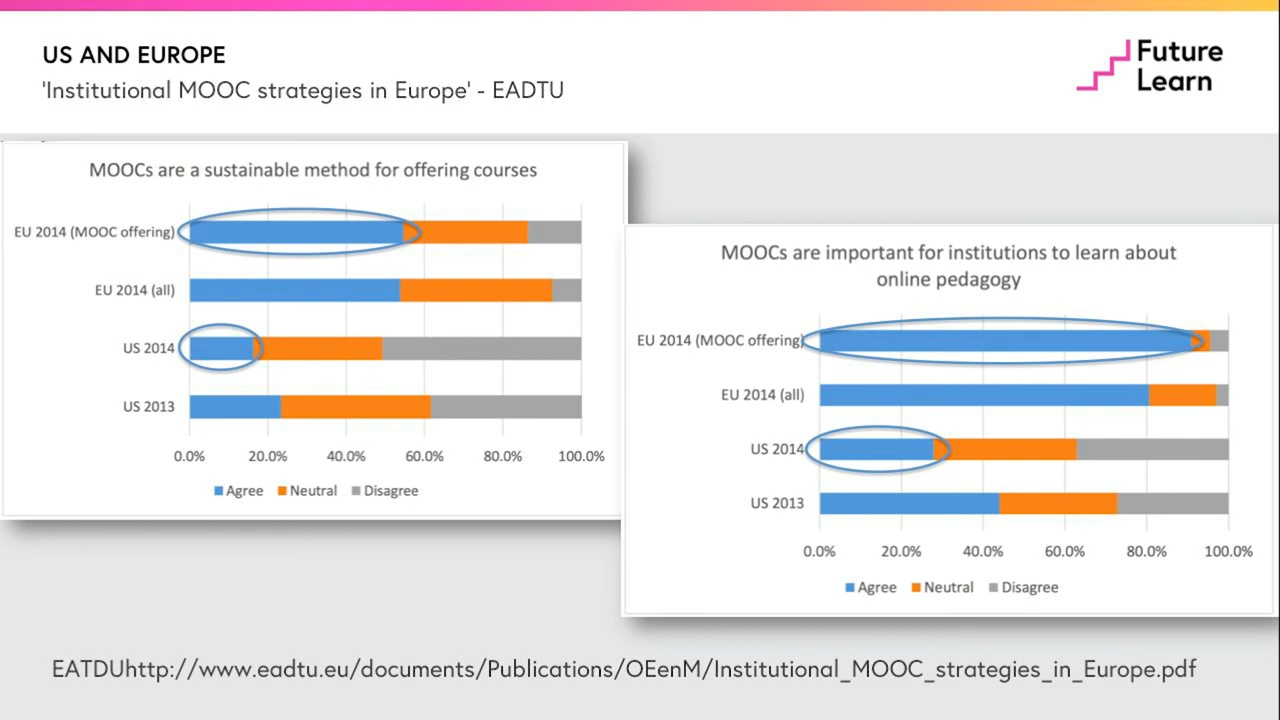 US AND EUROPE
'Institutional MOOC strategies in Europe' - EADTU
Future
Learn
MOOCs are a sustainable method for offering courses
EU 2014 (MOOC offering)
EU 2014 (all)
US 2014
US 2013
0.0% 20.0% 40.0% 60.0% 80.0% 100.0%
Agree Neutral Disagree
MOOCs are important for institutions to learn about
online pedagogy
EU 2014 (MOOC offering)
EU 2014 (all)
US 2014
US 2013
0.0% 20.0% 40.0% 60.0% 80.0% 100.0%
Agree Neutral Disagree
EATDUhttp://www.eadtu.eu/documents/Publications/OEenM/Institutional_MOOC_strategies_in_Europe.pdf